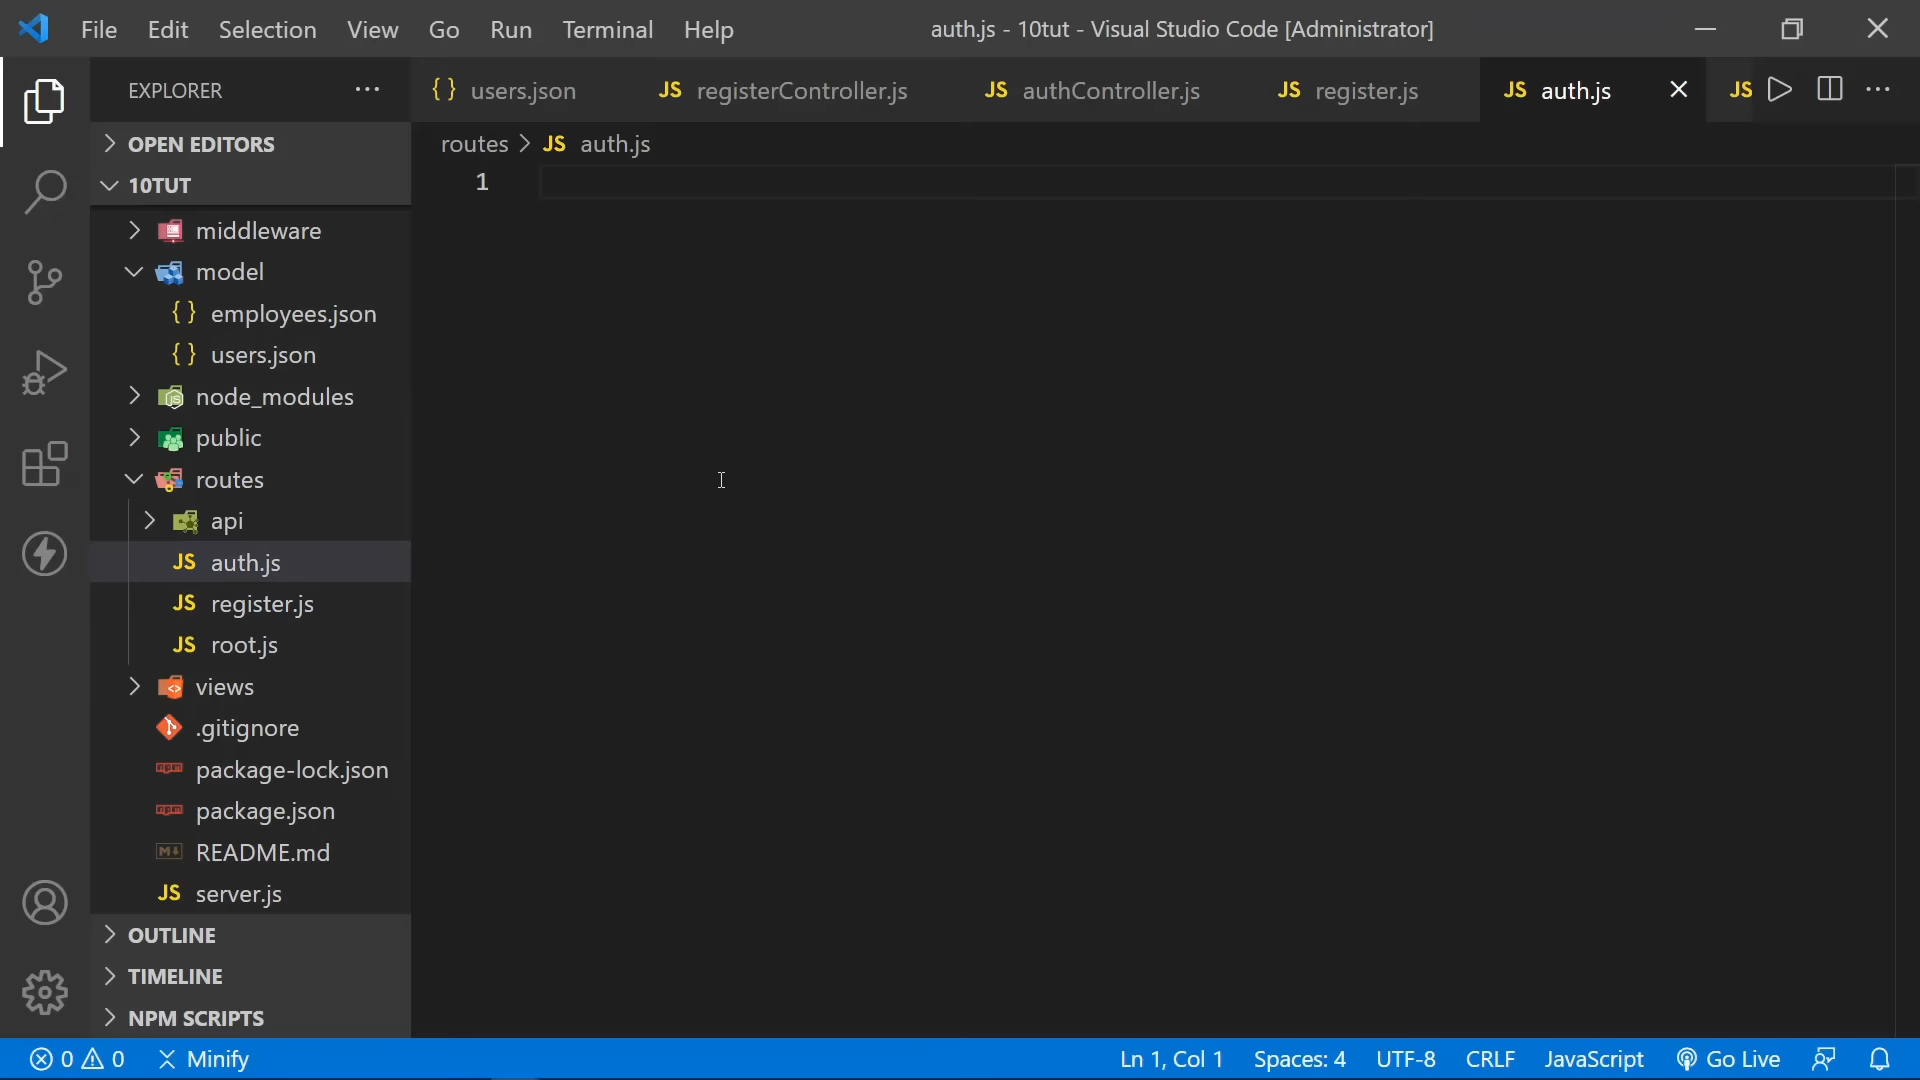 File Edit Selection View Go Run Terminal Help auth.js - 10tut - Visual Studio Code [Administrator]
EXPLORER ··· { } users.json JS registerController.js JS authController.js JS register.js JS auth.js JS ···
OPEN EDITORS
routes > JS auth.js
10TUT
1
middleware
model
{ } employees.json
{ } users.json
node_modules
public
routes
api
JS auth.js
JS register.js
JS root.js
views
.gitignore
package-lock.json
package.json
README.md
JS server.js
OUTLINE
TIMELINE
NPM SCRIPTS
0 0 Minify Ln 1, Col 1 Spaces: 4 UTF-8 CRLF JavaScript Go Live